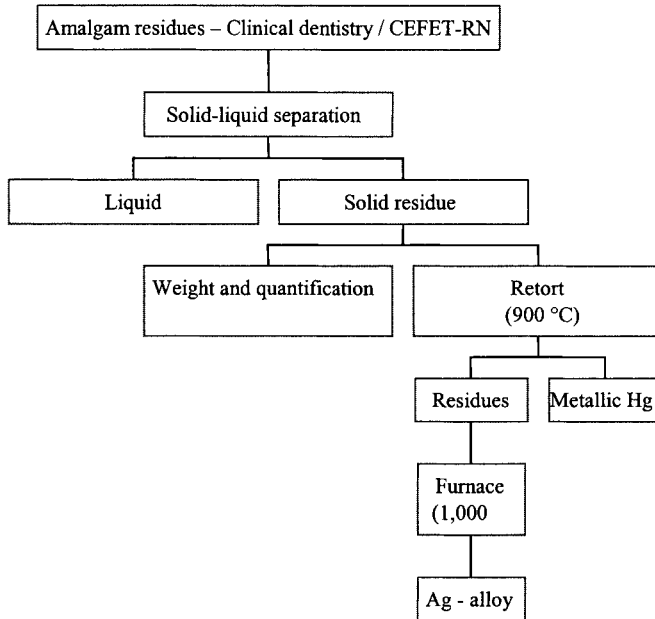 Amalgam residues – Clinical dentistry / CEFET-RN
Solid-liquid separation
Liquid
Solid residue
Weight and quantification
Retort
(900 °C)
Residues
Metallic Hg
Furnace
(1,000
Ag - alloy